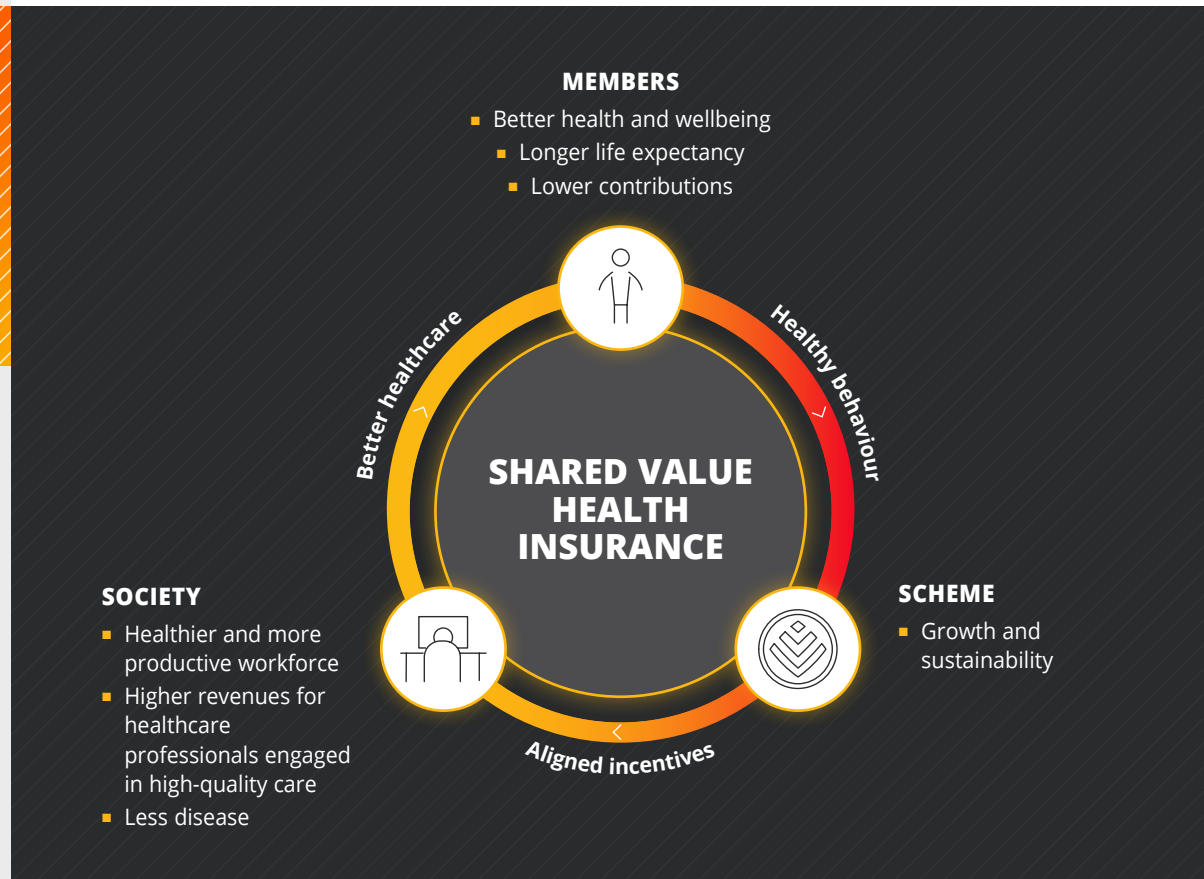 MEMBERS
▪ Better health and wellbeing
▪ Longer life expectancy
▪ Lower contributions
Better healthcare
Healthy behaviour
SHARED VALUE
HEALTH
INSURANCE
SOCIETY
▪ Healthier and more
productive workforce
▪ Higher revenues for
healthcare
professionals engaged
in high-quality care
▪ Less disease
SCHEME
▪ Growth and
sustainability
Aligned incentives